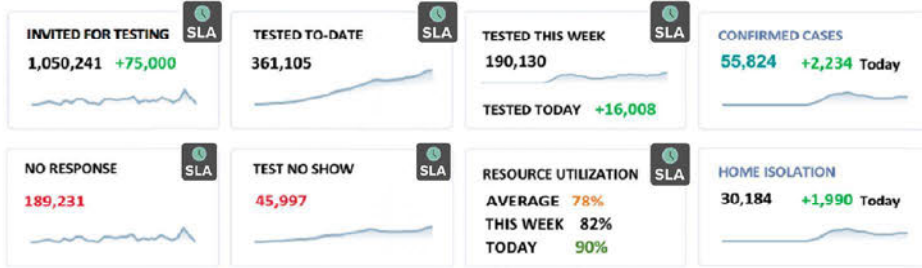 INVITED FOR TESTING
SLA
1,050,241 +75,000
TESTED TO-DATE
SLA
361,105
TESTED THIS WEEK
SLA
190,130
TESTED TODAY +16,008
CONFIRMED CASES
55,824 +2,234 Today
NO RESPONSE
SLA
189,231
TEST NO SHOW
SLA
45,997
RESOURCE UTILIZATION
SLA
AVERAGE 78%
THIS WEEK 82%
TODAY 90%
HOME ISOLATION
30,184 +1,990 Today